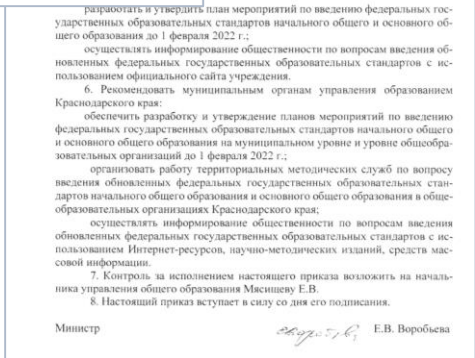 разработать и утвердить план мероприятий по введению федеральных гос-
ударственных образовательных стандартов начального общего и основного об-
щего образования до 1 февраля 2022 г.;
осуществлять информирование общественности по вопросам введения об-
новленных федеральных государственных образовательных стандартов с ис-
пользованием официального сайта учреждения.
6. Рекомендовать муниципальным органам управления образованием
Краснодарского края:
обеспечить разработку и утверждение планов мероприятий по введению
федеральных государственных образовательных стандартов начального общего
и основного общего образования на муниципальном уровне и уровне общеобра-
зовательных организаций до 1 февраля 2022 г.;
организовать работу территориальных методических служб по вопросу
введения обновленных федеральных государственных образовательных стан-
дартов начального общего образования и основного общего образования в обще-
образовательных организациях Краснодарского края;
осуществлять информирование общественности по вопросам введения
обновленных федеральных государственных образовательных стандартов с ис-
пользованием Интернет-ресурсов, научно-методических изданий, средств мас-
совой информации.
7. Контроль за исполнением настоящего приказа возложить на началь-
ника управления общего образования Мясищеву Е.В.
8. Настоящий приказ вступает в силу со дня его подписания.
Министр Е.В. Воробьева